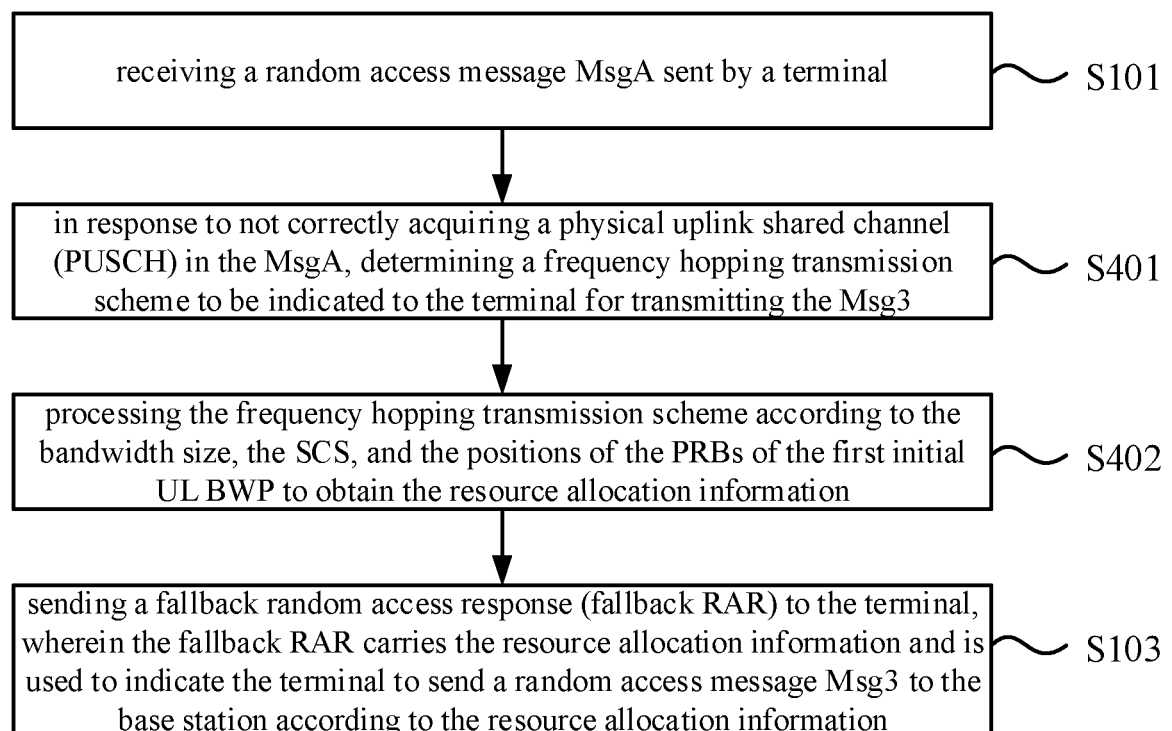 receiving a random access message MsgA sent by a terminal
S101
in response to not correctly acquiring a physical uplink shared channel
(PUSCH) in the MsgA, determining a frequency hopping transmission
scheme to be indicated to the terminal for transmitting the Msg3
S401
processing the frequency hopping transmission scheme according to the
bandwidth size, the SCS, and the positions of the PRBs of the first initial
UL BWP to obtain the resource allocation information
S402
sending a fallback random access response (fallback RAR) to the terminal,
wherein the fallback RAR carries the resource allocation information and is
used to indicate the terminal to send a random access message Msg3 to the
base station according to the resource allocation information
S103